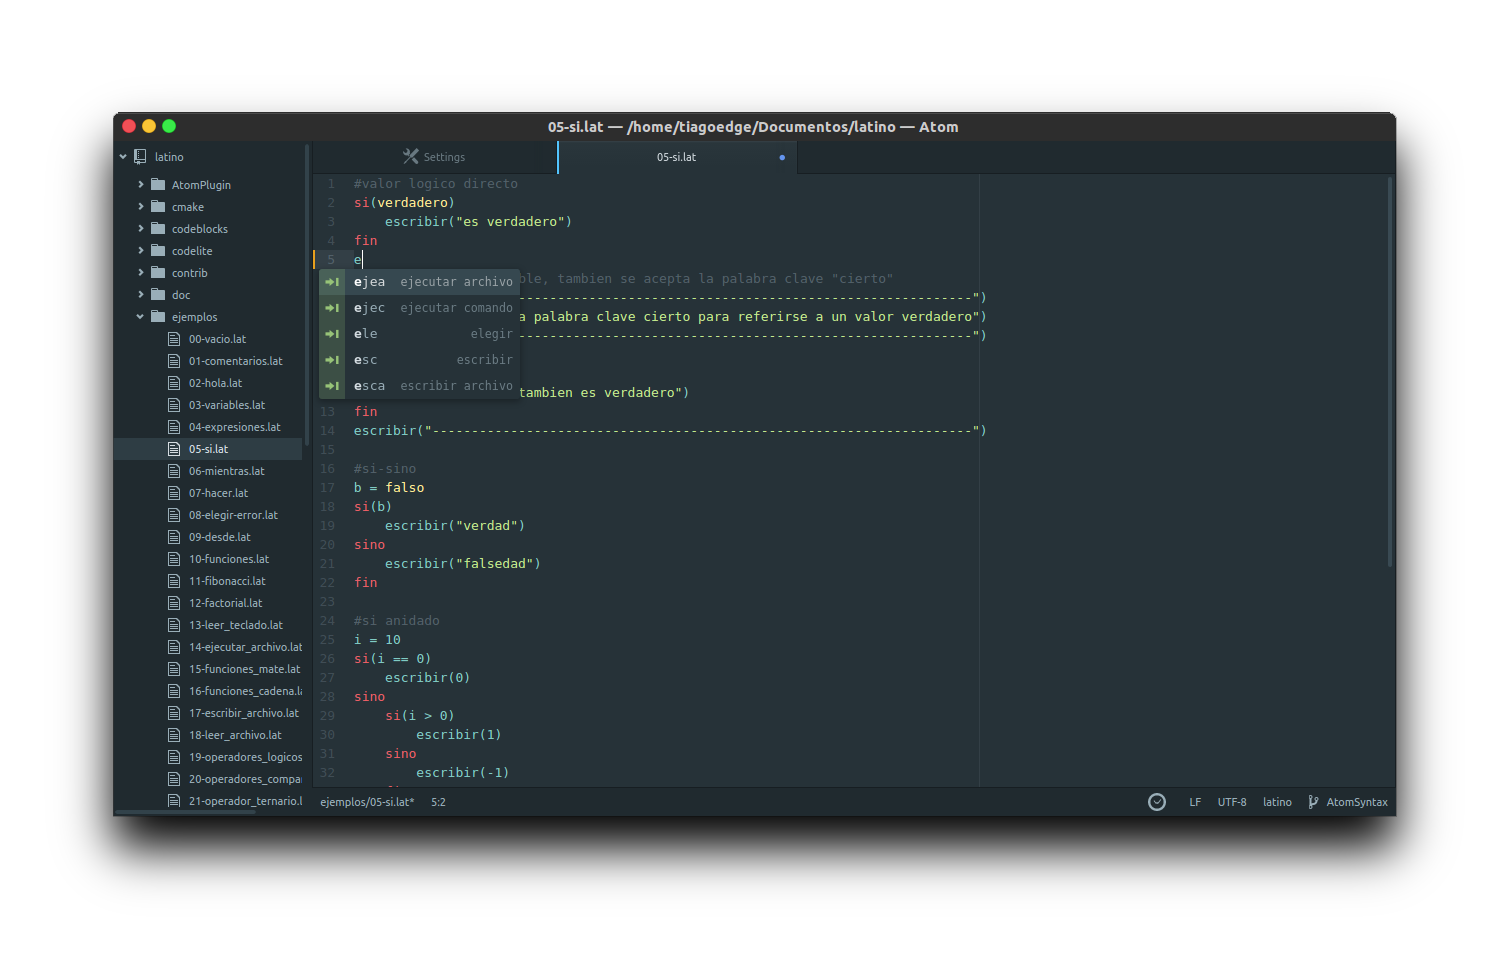 05-si.lat — /home/tiagoedge/Documentos/latino — Atom
latino
AtomPlugin
cmake
codeblocks
codelite
contrib
doc
ejemplos
00-vacio.lat
01-comentarios.lat
02-hola.lat
03-variables.lat
04-expresiones.lat
05-si.lat
06-mientras.lat
07-hacer.lat
08-elegir-error.lat
09-desde.lat
10-funciones.lat
11-fibonacci.lat
12-factorial.lat
13-leer_teclado.lat
14-ejecutar_archivo.lat
15-funciones_mate.lat
16-funciones_cadena.la
17-escribir_archivo.lat
18-leer_archivo.lat
19-operadores_logicos
20-operadores_compa
21-operador_ternario.l
Settings
05-si.lat
1 #valor logico directo
2 si(verdadero)
3     escribir("es verdadero")
4 fin
5 e
ble, tambien se acepta la palabra clave "cierto"
----------------------------------------------------------")
a palabra clave cierto para referirse a un valor verdadero")
----------------------------------------------------------")
tambien es verdadero")
ejea ejecutar archivo
ejec ejecutar comando
ele elegir
esc escribir
esca escribir archivo
13 fin
14 escribir("---------------------------------------------------------------------")
15
16 #si-sino
17 b = falso
18 si(b)
19     escribir("verdad")
20 sino
21     escribir("falsedad")
22 fin
23
24 #si anidado
25 i = 10
26 si(i == 0)
27     escribir(0)
28 sino
29     si(i > 0)
30         escribir(1)
31     sino
32         escribir(-1)
ejemplos/05-si.lat* 5:2
LF UTF-8 latino AtomSyntax